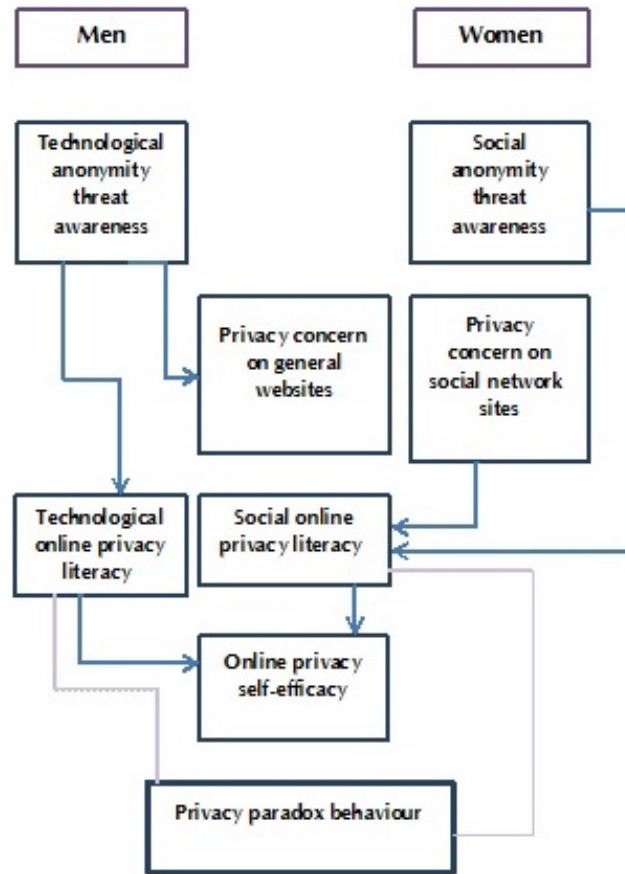 Men
Women
Technological
anonymity
threat
awareness
Social
anonymity
threat
awareness
Privacy concern
on general
websites
Privacy
concern on
social network
sites
Technological
online privacy
literacy
Social online
privacy literacy
Online privacy
self-efficacy
Privacy paradox behaviour